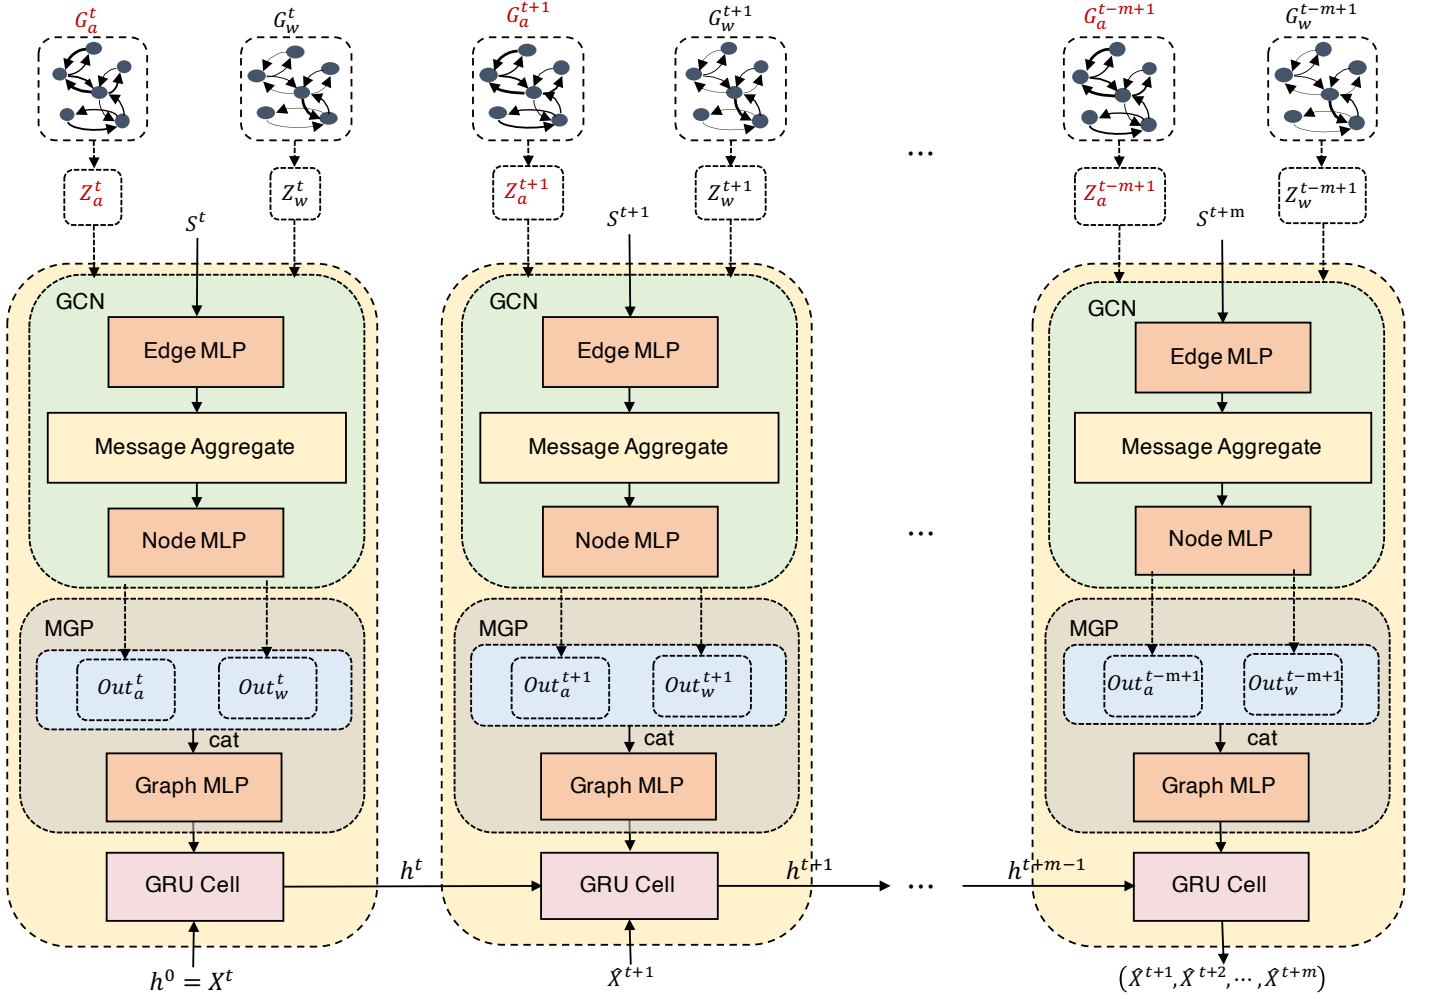 G_a^t G_w^t G_a^{t+1} G_w^{t+1} G_a^{t-m+1} G_w^{t-m+1}
...
Z_a^t Z_w^t Z_a^{t+1} Z_w^{t+1} Z_a^{t-m+1} Z_w^{t-m+1}
S^t S^{t+1} S^{t+m}
GCN GCN GCN
Edge MLP Edge MLP Edge MLP
Message Aggregate Message Aggregate Message Aggregate
Node MLP Node MLP ... Node MLP
MGP MGP MGP
Out_a^t Out_w^t Out_a^{t+1} Out_w^{t+1} Out_a^{t-m+1} Out_w^{t-m+1}
cat cat cat
Graph MLP Graph MLP Graph MLP
GRU Cell h^t GRU Cell h^{t+1} ... h^{t+m-1} GRU Cell
h^0 = X^t X̂^{t+1} (X̂^{t+1}, X̂^{t+2}, ⋯ , X̂^{t+m})